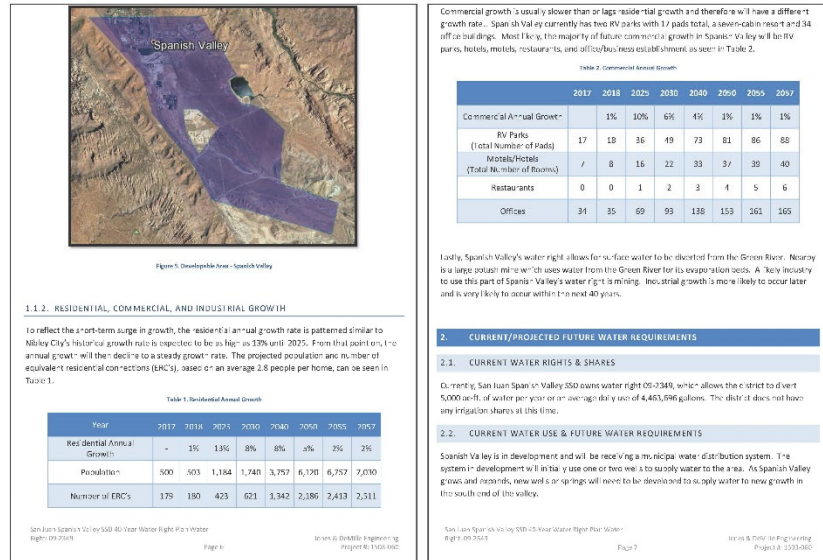 Spanish Valley
Figure 5. Developable Area - Spanish Valley
1.1.2. RESIDENTIAL, COMMERCIAL, AND INDUSTRIAL GROWTH
To reflect the short-term surge in growth, the residential annual growth rate is patterned similar to
Nibley City's historical growth rate is expected to be as high as 13% until 2025. From that point on, the
annual growth will then decline to a steady growth rate. The projected population and number of
equivalent residential connections (ERC's), based on an average 2.8 people per home, can be seen in
Table 1.
Table 1. Residential Annual Growth
Year 2017 2018 2025 2030 2040 2050 2055 2057
Residential Annual
Growth - 1% 13% 8% 8% 5% 2% 2%
Population 500 503 1,184 1,740 3,757 6,120 6,757 7,030
Number of ERC's 179 180 423 621 1,342 2,186 2,413 2,511
San Juan Spanish Valley SSD 40-Year Water Right Plan Water
Right: 09-2349
Jones & DeMille Engineering
Page 6
Project #: 1503-060
Commercial growth is usually slower than or lags residential growth and therefore will have a different
growth rate.. Spanish Valley currently has two RV parks with 17 pads total, a seven-cabin resort and 34
office buildings. Most likely, the majority of future commercial growth in Spanish Valley will be RV
parks, hotels, motels, restaurants, and office/business establishment as seen in Table 2.
Table 2. Commercial Annual Growth
2017 2018 2025 2030 2040 2050 2055 2057
Commercial Annual Growth 1% 10% 6% 4% 1% 1% 1%
RV Parks
(Total Number of Pads) 17 18 36 49 73 81 86 88
Motels/Hotels
(Total Number of Rooms) 7 8 16 22 33 37 39 40
Restaurants 0 0 1 2 3 4 5 6
Offices 34 35 69 93 138 153 161 165
Lastly, Spanish Valley's water right allows for surface water to be diverted from the Green River. Nearby
is a large potash mine which uses water from the Green River for its evaporation beds. A likely industry
to use this part of Spanish Valley's water right is mining. Industrial growth is more likely to occur later
and is very likely to occur within the next 40 years.
2. CURRENT/PROJECTED FUTURE WATER REQUIREMENTS
2.1. CURRENT WATER RIGHTS & SHARES
Currently, San Juan Spanish Valley SSD owns water right 09-2349, which allows the district to divert
5,000 ac-ft. of water per year or an average daily use of 4,463,696 gallons. The district does not have
any irrigation shares at this time.
2.2. CURRENT WATER USE & FUTURE WATER REQUIREMENTS
Spanish Valley is in development and will be receiving a municipal water distribution system. The
system in development will initially use one or two wells to supply water to the area. As Spanish Valley
grows and expands, new wells or springs will need to be developed to supply water to new growth in
the south end of the valley.
San Juan Spanish Valley SSD 40-Year Water Right Plan Water
Right: 09-2349
Jones & DeMille Engineering
Page 7
Project #: 1503-060